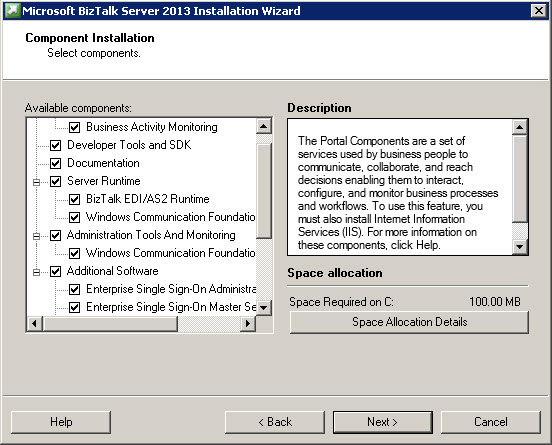 Microsoft BizTalk Server 2013 Installation Wizard
Component Installation
Select components.
Available components:
Business Activity Monitoring
Developer Tools and SDK
Documentation
Server Runtime
BizTalk EDI/AS2 Runtime
Windows Communication Foundatio
Administration Tools And Monitoring
Windows Communication Foundatio
Additional Software
Enterprise Single Sign-On Administra
Enterprise Single Sign-On Master Se
Description
The Portal Components are a set of
services used by business people to
communicate, collaborate, and reach
decisions enabling them to interact,
configure, and monitor business processes
and workflows. To use this feature, you
must also install Internet Information
Services (IIS). For more information on
these components, click Help.
Space allocation
Space Required on C: 100.00 MB
Space Allocation Details
Help
< Back
Next >
Cancel